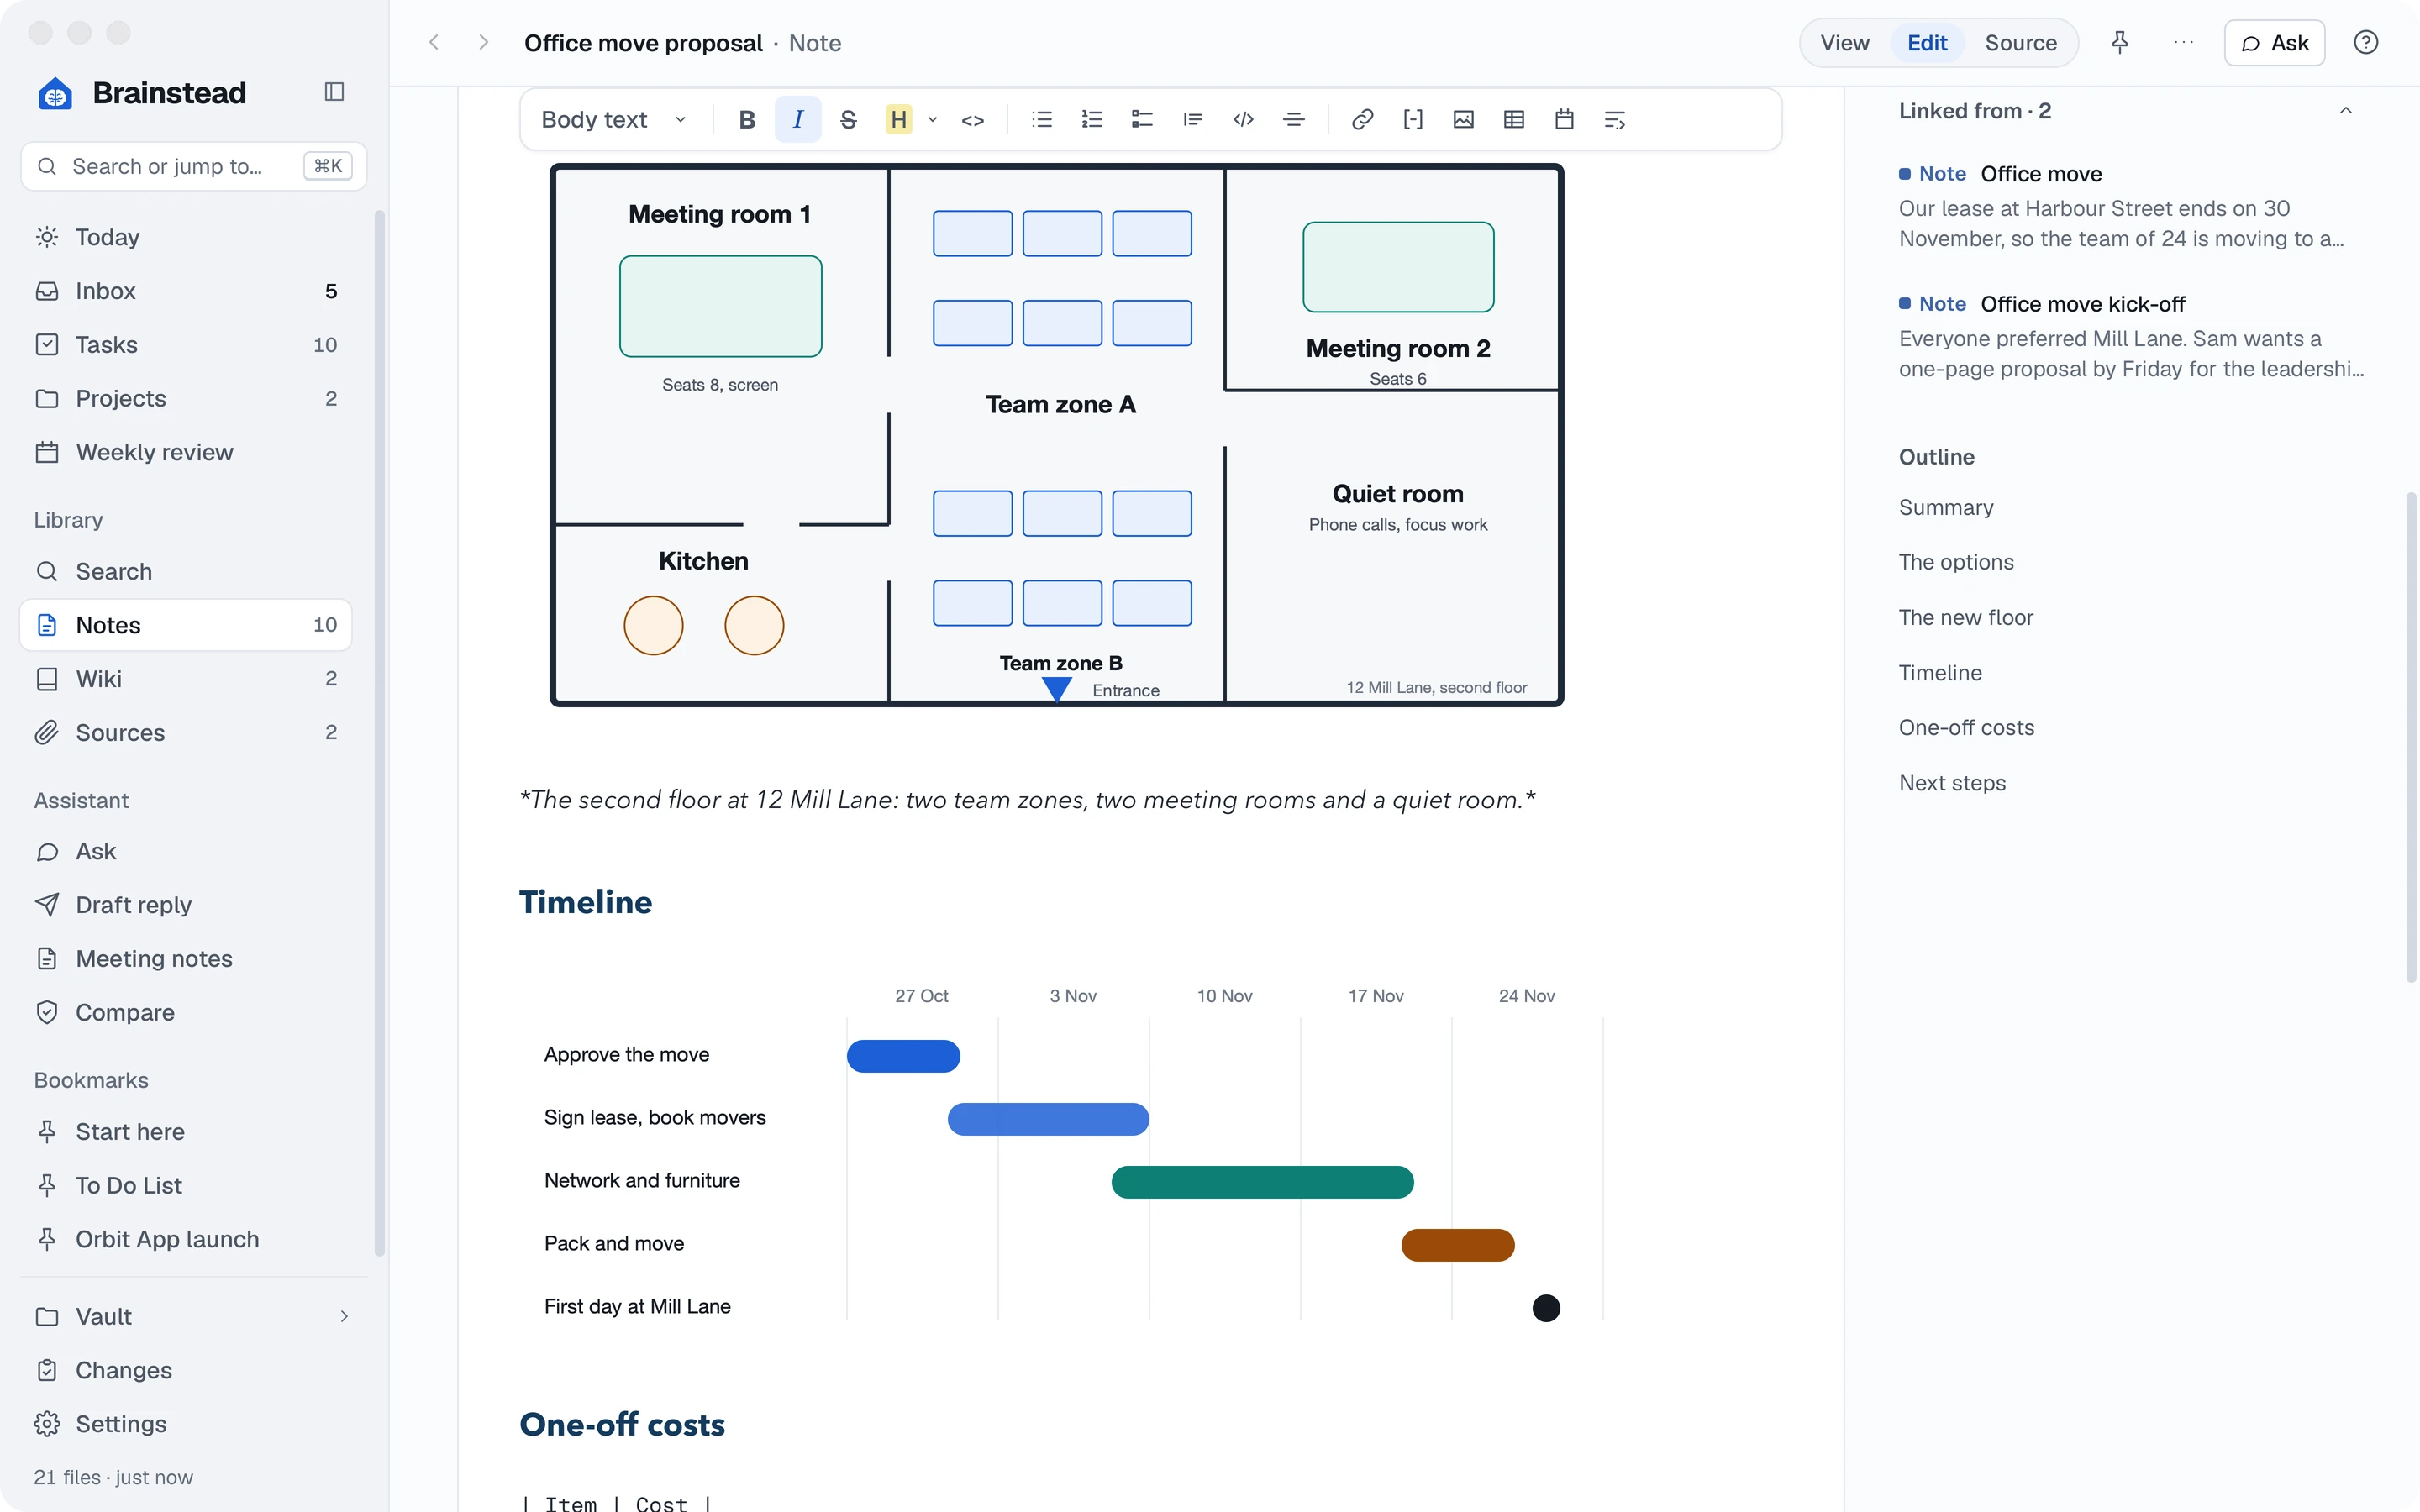 Brainstead
Search or jump to...
⌘K
Today
Inbox 5
Tasks 10
Projects 2
Weekly review
Library
Search
Notes 10
Wiki 2
Sources 2
Assistant
Ask
Draft reply
Meeting notes
Compare
Bookmarks
Start here
To Do List
Orbit App launch
Vault
Changes
Settings
21 files · just now
Office move proposal · Note
View Edit Source
Ask
Body text
B I S H <>
Meeting room 1
Seats 8, screen
Team zone A
Meeting room 2
Seats 6
Quiet room
Phone calls, focus work
Kitchen
Team zone B
Entrance
12 Mill Lane, second floor
*The second floor at 12 Mill Lane: two team zones, two meeting rooms and a quiet room.*
Timeline
27 Oct 3 Nov 10 Nov 17 Nov 24 Nov
Approve the move
Sign lease, book movers
Network and furniture
Pack and move
First day at Mill Lane
One-off costs
| Item | Cost |
Linked from · 2
Note Office move
Our lease at Harbour Street ends on 30
November, so the team of 24 is moving to a...
Note Office move kick-off
Everyone preferred Mill Lane. Sam wants a
one-page proposal by Friday for the leadershi...
Outline
Summary
The options
The new floor
Timeline
One-off costs
Next steps